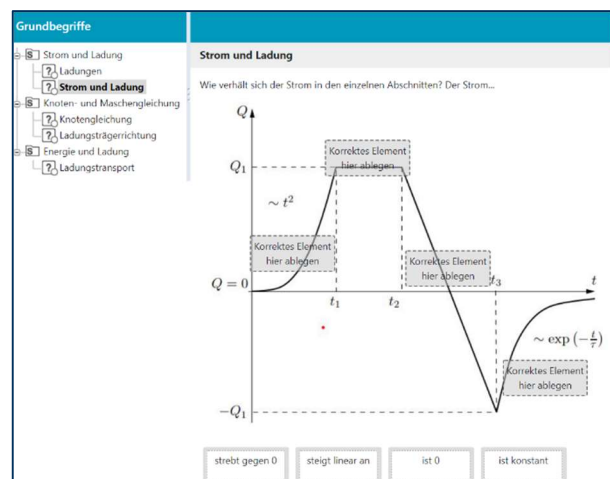 Grundbegriffe
Strom und Ladung
Ladungen
Strom und Ladung
Knoten- und Maschengleichung
Knotengleichung
Ladungsträgerrichtung
Energie und Ladung
Ladungstransport
Strom und Ladung
Wie verhält sich der Strom in den einzelnen Abschnitten? Der Strom...
Q
Korrektes Element
hier ablegen
Q₁
~ t²
Korrektes Element
hier ablegen
Korrektes Element
hier ablegen
Q = 0
t₁
t₂
t₃
t
~ exp (−t/τ)
Korrektes Element
hier ablegen
−Q₁
strebt gegen 0
steigt linear an
ist 0
ist konstant